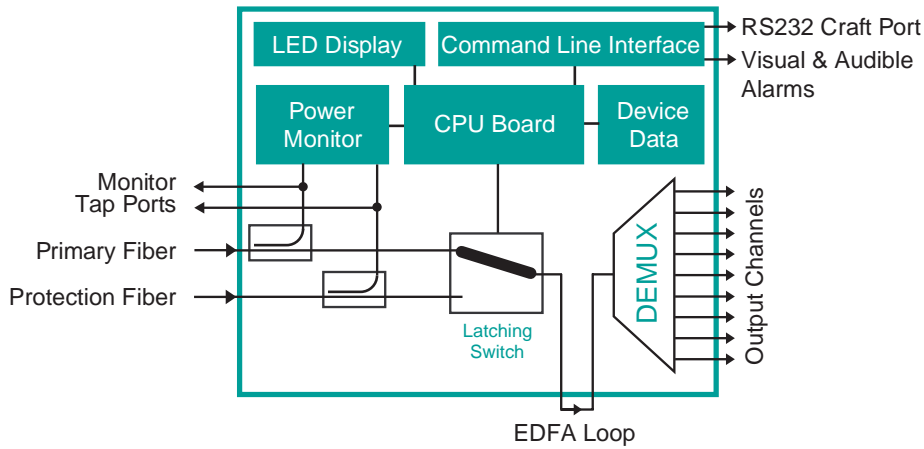 LED Display
Command Line Interface
RS232 Craft Port
Visual & Audible
Alarms
Power
Monitor
CPU Board
Device
Data
Monitor
Tap Ports
Primary Fiber
Protection Fiber
Latching
Switch
DEMUX
Output Channels
EDFA Loop